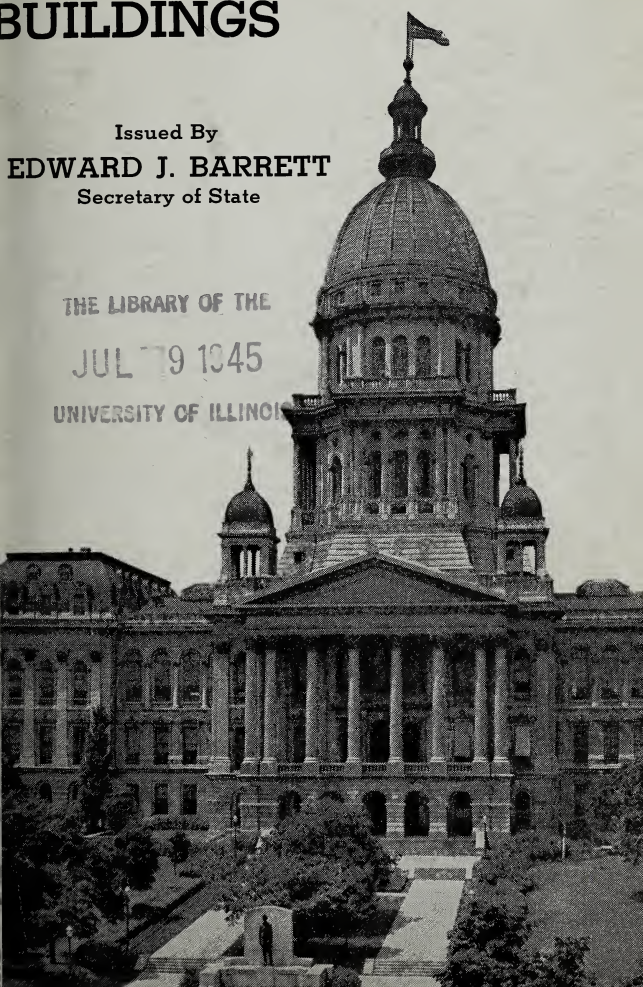 BUILDINGS
Issued By
EDWARD J. BARRETT
Secretary of State
THE LIBRARY OF THE
JUL 9 1945
UNIVERSITY OF ILLINOIS